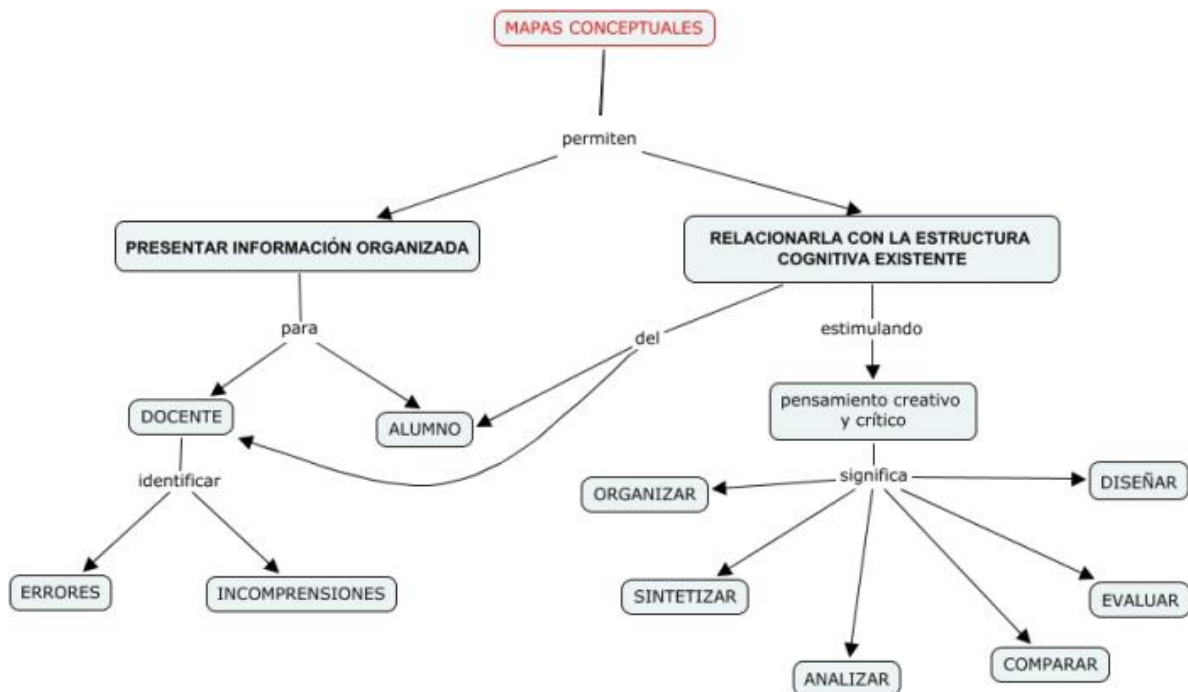 MAPAS CONCEPTUALES
permiten
PRESENTAR INFORMACIÓN ORGANIZADA
RELACIONARLA CON LA ESTRUCTURA
COGNITIVA EXISTENTE
para
del
estimulando
DOCENTE
ALUMNO
pensamiento creativo
y crítico
identificar
significa
ORGANIZAR
DISEÑAR
ERRORES
INCOMPRENSIONES
SINTETIZAR
EVALUAR
ANALIZAR
COMPARAR